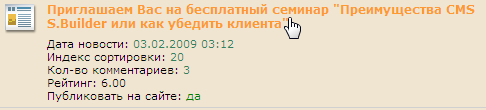 Приглашаем Вас на бесплатный семинар "Преимущества CMS
S.Builder или как убедить клиента"
Дата новости: 03.02.2009 03:12
Индекс сортировки: 20
Кол-во комментариев: 3
Рейтинг: 6.00
Публиковать на сайте: да